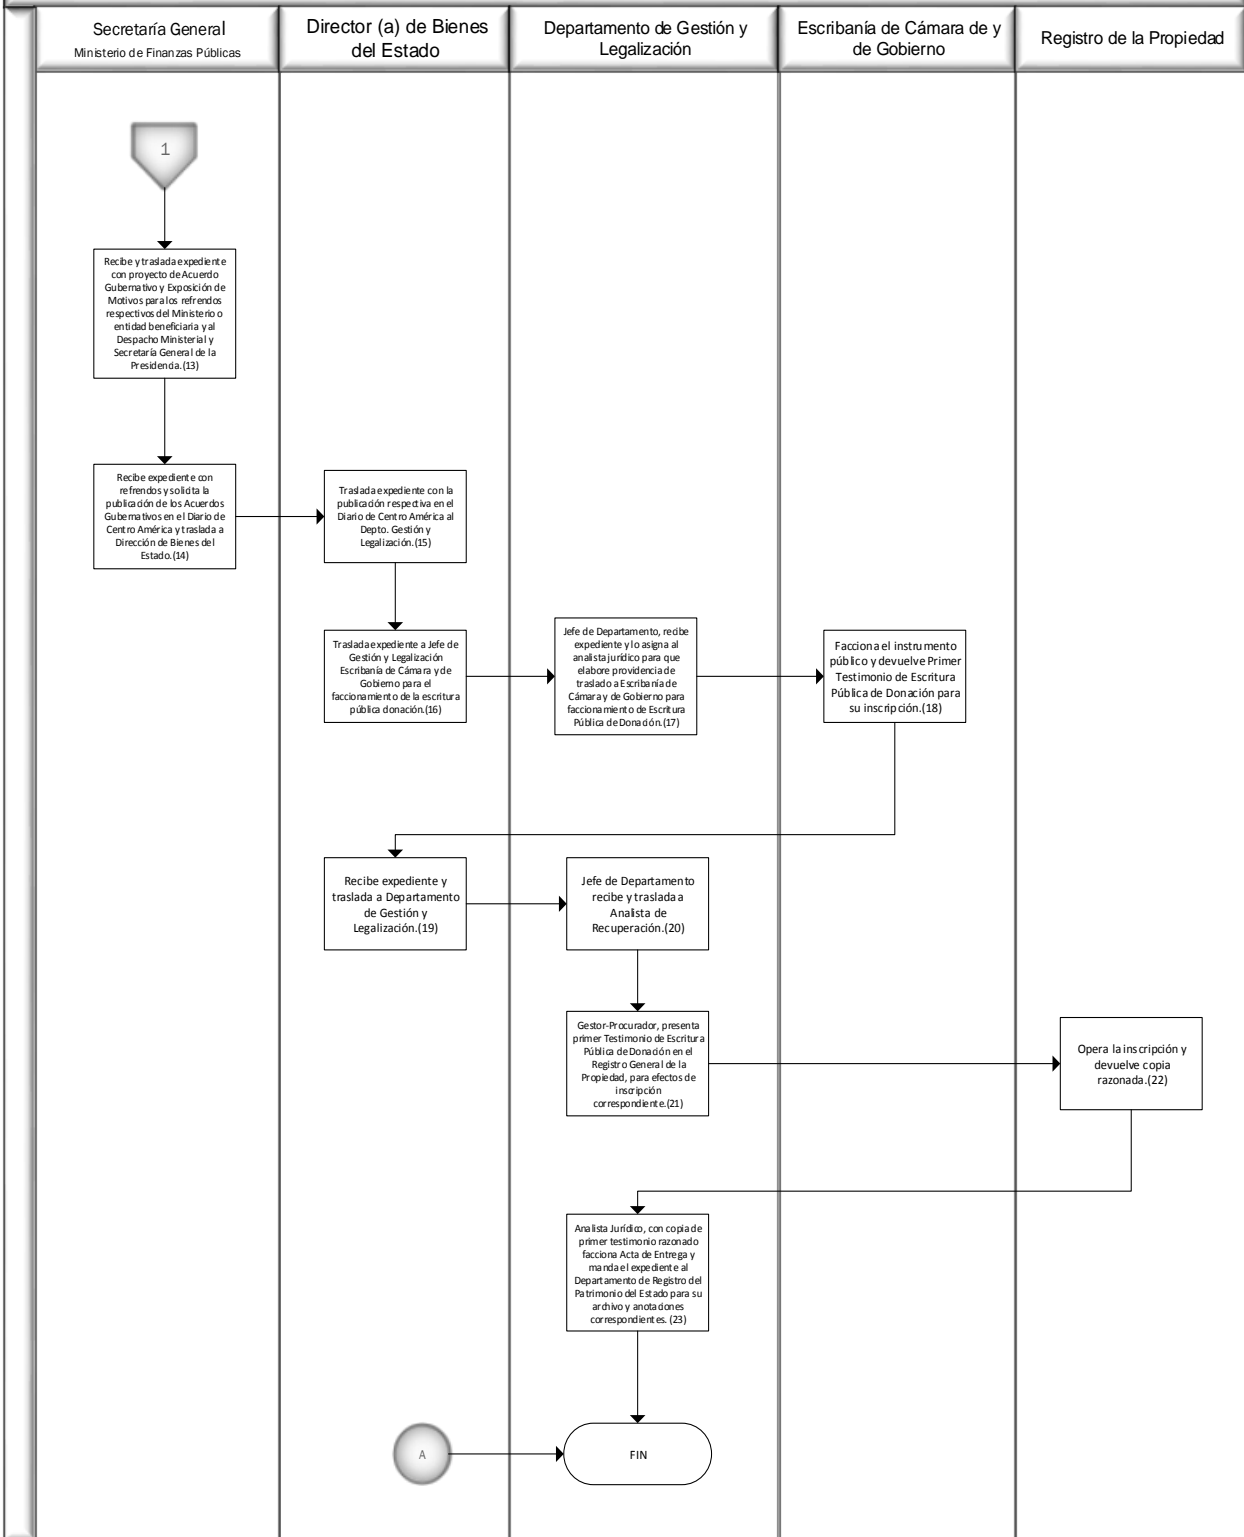 Secretaría General
Ministerio de Finanzas Públicas
Director (a) de Bienes
del Estado
Departamento de Gestión y
Legalización
Escribanía de Cámara de y
de Gobierno
Registro de la Propiedad
1
Recibe y traslada expediente
con proyecto de Acuerdo
Gubernativo y Exposición de
Motivos para los refrendos
respectivos del Ministerio o
entidad beneficiaria y al
Despacho Ministerial y
Secretaría General de la
Presidencia.(13)
Recibe expediente con
refrendos y solicita la
publicación de los Acuerdos
Gubernativos en el Diario de
Centro América y traslada a
Dirección de Bienes del
Estado.(14)
Traslada expediente con la
publicación respectiva en el
Diario de Centro América al
Depto. Gestión y
Legalización.(15)
Traslada expediente a Jefe de
Gestión y Legalización
Escribanía de Cámara y de
Gobierno para el
faccionamiento de la escritura
pública donación.(16)
Jefe de Departamento, recibe
expediente y lo asigna al
analista jurídico para que
elabore providencia de
traslado a Escribanía de
Cámara y de Gobierno para
faccionamiento de Escritura
Pública de Donación.(17)
Facciona el instrumento
público y devuelve Primer
Testimonio de Escritura
Pública de Donación para
su inscripción.(18)
Recibe expediente y
traslada a Departamento
de Gestión y
Legalización.(19)
Jefe de Departamento
recibe y traslada a
Analista de
Recuperación.(20)
Gestor-Procurador, presenta
primer Testimonio de Escritura
Pública de Donación en el
Registro General de la
Propiedad, para efectos de
inscripción
correspondiente.(21)
Opera la inscripción y
devuelve copia
razonada.(22)
Analista Jurídico, con copia de
primer testimonio razonado
facciona Acta de Entrega y
manda el expediente al
Departamento de Registro del
Patrimonio del Estado para su
archivo y anotaciones
correspondientes. (23)
A
FIN